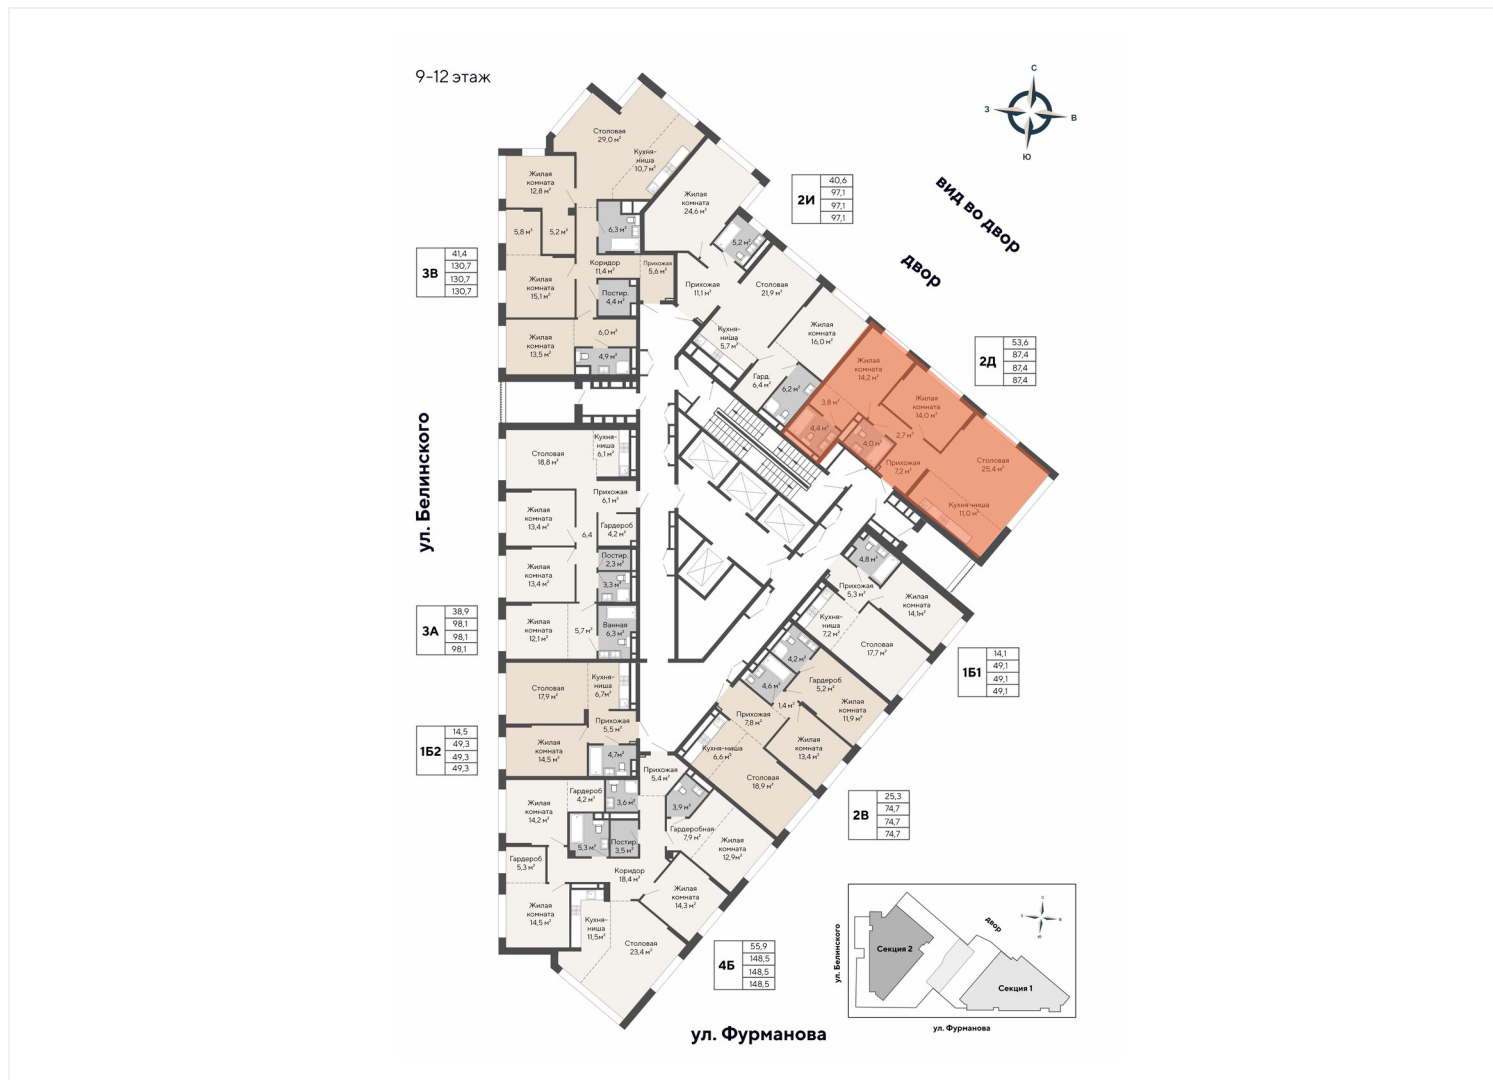 9-12 этаж
С
З
В
Ю
вид во двор
двор
ул. Белинского
ул. Фурманова
Столовая
29,0 м²
Кухня-
ниша
10,7 м²
Жилая
комната
12,8 м²
5,8 м²
5,2 м²
6,3 м²
Коридор
11,4 м²
Прихожая
5,6 м²
Жилая
комната
15,1 м²
Постир.
4,4 м²
Жилая
комната
13,5 м²
6,0 м²
4,9 м²
3В
41,4
130,7
130,7
130,7
Жилая
комната
24,6 м²
5,2 м²
Прихожая
11,1 м²
Столовая
21,9 м²
Кухня-
ниша
5,7 м²
Жилая
комната
16,0 м²
Гард.
6,4 м²
6,2 м²
2И
40,6
97,1
97,1
97,1
Жилая
комната
14,2 м²
3,8 м²
4,4 м²
4,0 м²
2,7 м²
Жилая
комната
14,0 м²
Прихожая
7,2 м²
Столовая
25,4 м²
Кухня-ниша
11,0 м²
2Д
53,6
87,4
87,4
87,4
Столовая
18,8 м²
Кухня-
ниша
6,1 м²
Прихожая
6,1 м²
Жилая
комната
13,4 м²
6,4
Гардероб
4,2 м²
Жилая
комната
13,4 м²
Постир.
2,3 м²
3,3 м²
Жилая
комната
12,1 м²
5,7 м²
Ванная
6,3 м²
3А
38,9
98,1
98,1
98,1
4,8 м²
Прихожая
5,3 м²
Жилая
комната
14,1м²
Кухня-
ниша
7,2 м²
Столовая
17,7 м²
1Б1
14,1
49,1
49,1
49,1
Столовая
17,9 м²
Кухня-
ниша
6,7м²
Прихожая
5,5 м²
Жилая
комната
14,5 м²
4,7м²
1Б2
14,5
49,3
49,3
49,3
4,2 м²
4,6 м²
Гардероб
5,2 м²
1,4 м²
Жилая
комната
11,9 м²
Прихожая
7,8 м²
Жилая
комната
13,4 м²
Кухня-ниша
6,6 м²
Столовая
18,9 м²
2В
25,3
74,7
74,7
74,7
Прихожая
5,4 м²
Гардероб
4,2 м²
3,6 м²
3,9 м²
Жилая
комната
14,2 м²
5,3 м²
Постир.
3,5 м²
Гардеробная
7,9 м²
Жилая
комната
12,9м²
Гардероб
5,3 м²
Коридор
18,4 м²
Жилая
комната
14,3 м²
Жилая
комната
14,5 м²
Кухня-
ниша
11,5м²
Столовая
23,4 м²
4Б
55,9
148,5
148,5
148,5
ул. Белинского
Секция 2
двор
С
З
В
Ю
Секция 1
ул. Фурманова